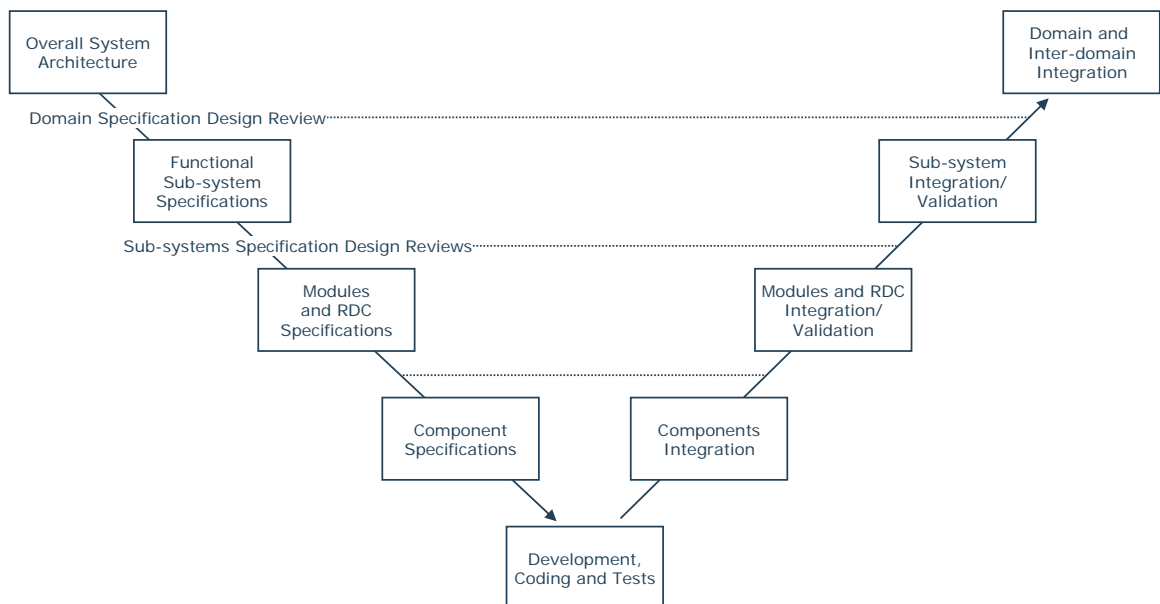 Overall System
Architecture
Domain and
Inter-domain
Integration
Domain Specification Design Review
Functional
Sub-system
Specifications
Sub-system
Integration/
Validation
Sub-systems Specification Design Reviews
Modules
and RDC
Specifications
Modules and RDC
Integration/
Validation
Component
Specifications
Components
Integration
Development,
Coding and Tests